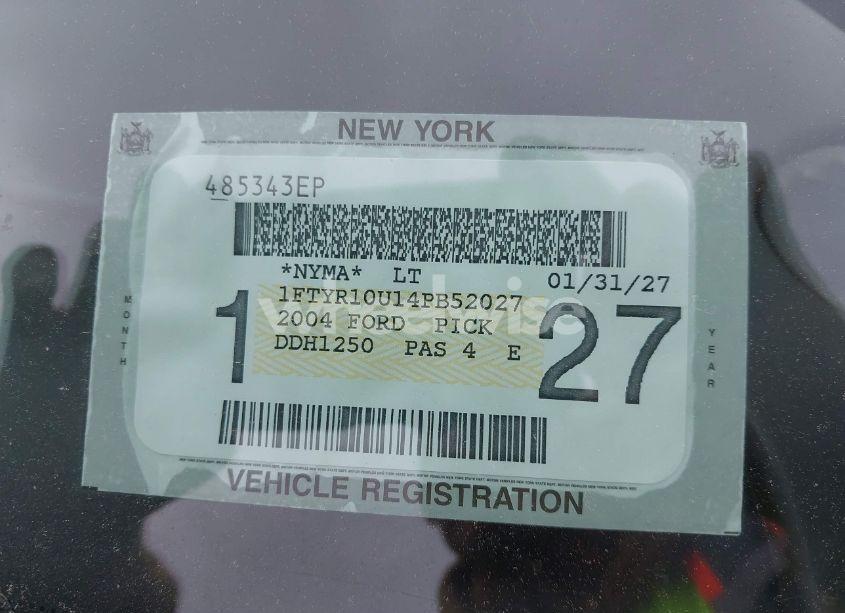 NEW YORK
485343EP
*NYMA* LT 01/31/27
1FTYR10U14PB52027
2004 FORD PICK
DDH1250 PAS 4 E
1 27
MONTH
YEAR
wheelwise
VEHICLE REGISTRATION